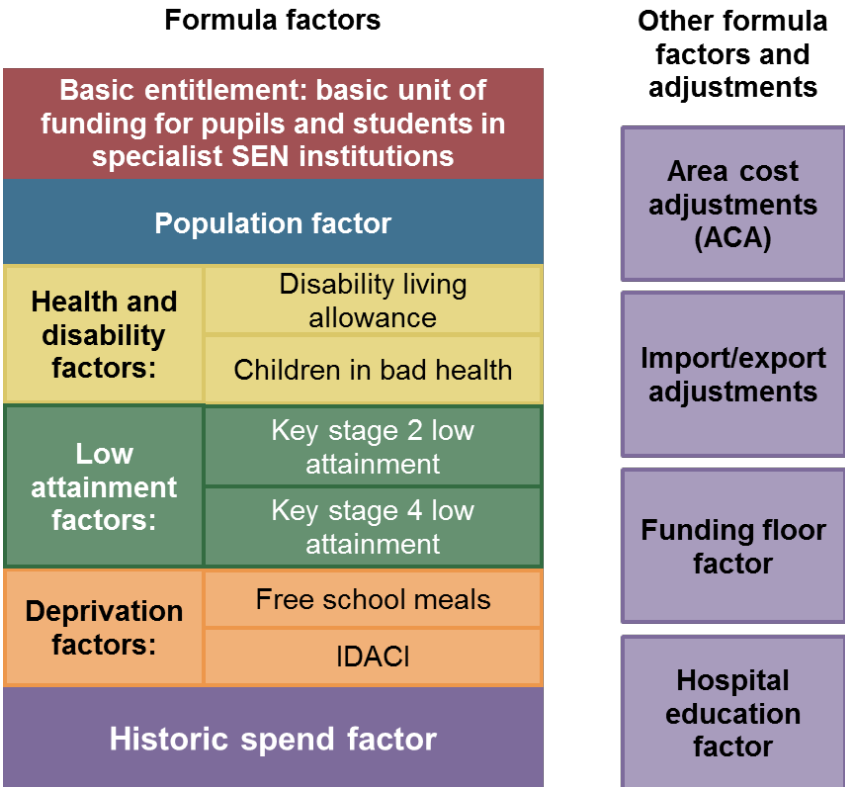 Formula factors
Basic entitlement: basic unit of
funding for pupils and students in
specialist SEN institutions
Population factor
Health and
disability
factors:
Disability living
allowance
Children in bad health
Low
attainment
factors:
Key stage 2 low
attainment
Key stage 4 low
attainment
Deprivation
factors:
Free school meals
IDACI
Historic spend factor
Other formula
factors and
adjustments
Area cost
adjustments
(ACA)
Import/export
adjustments
Funding floor
factor
Hospital
education
factor